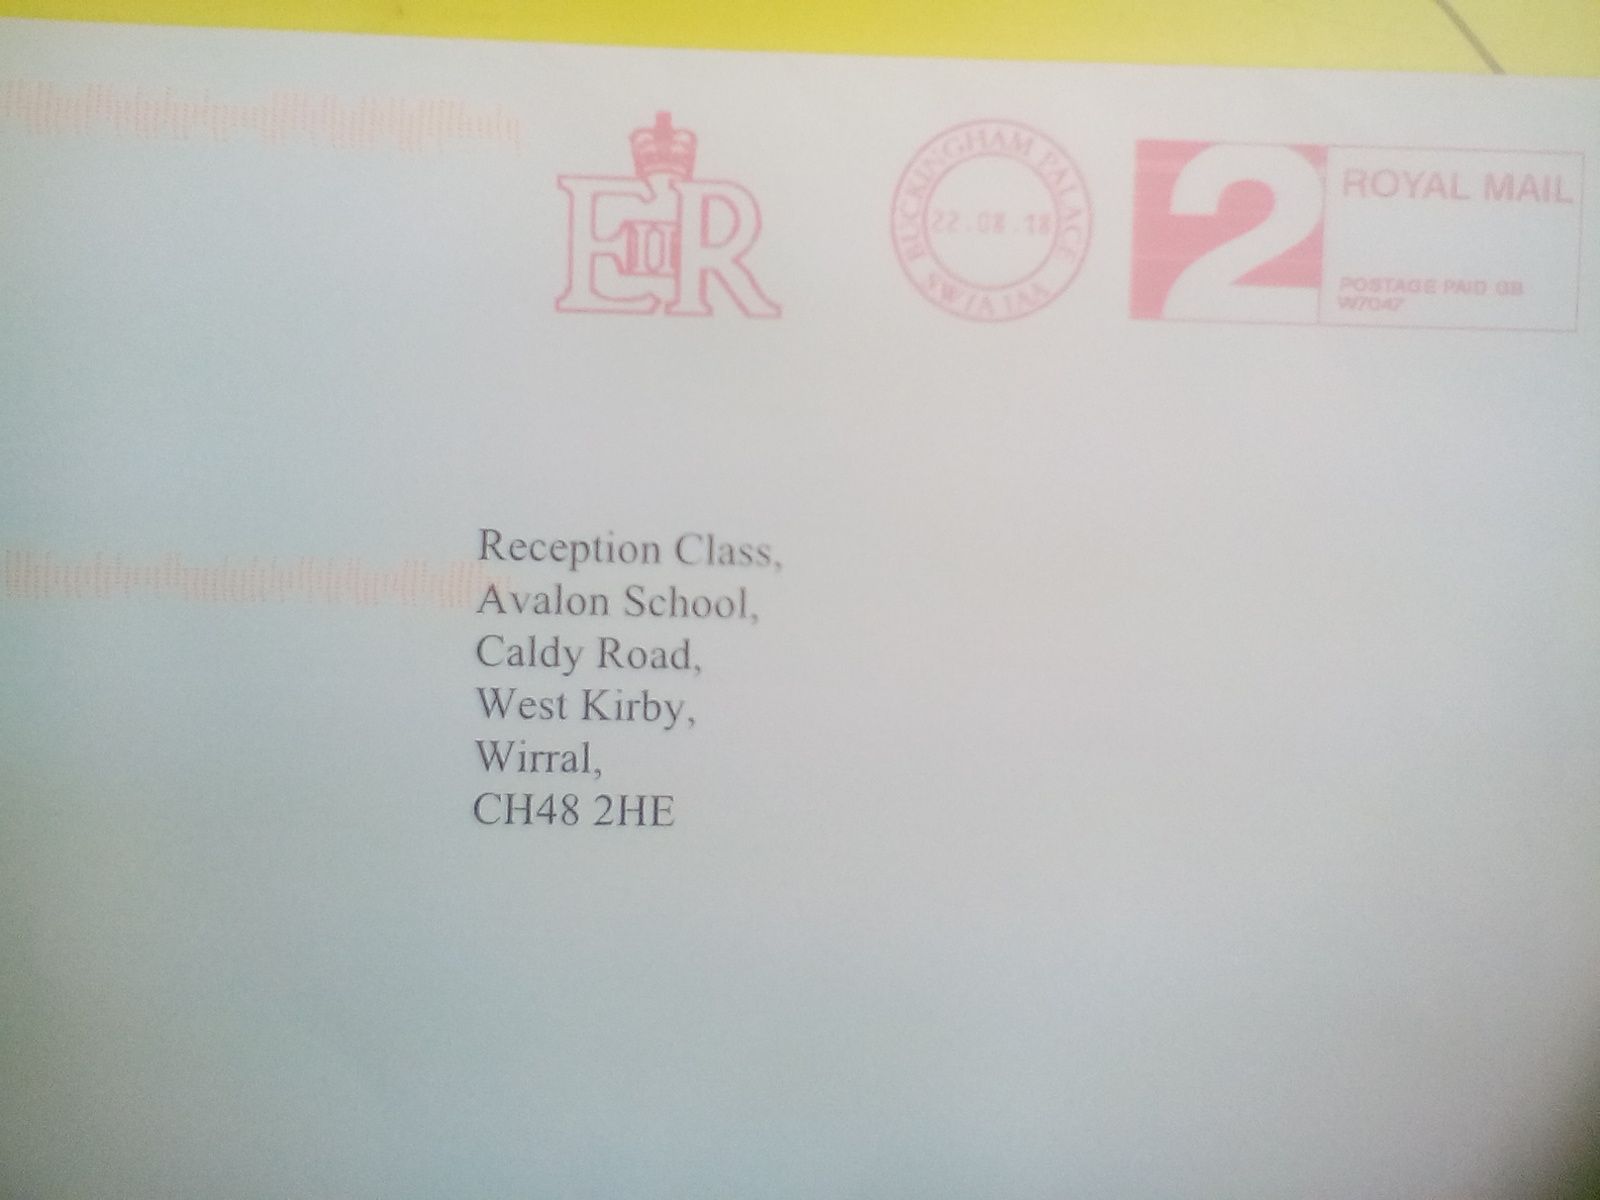 EIIR
BUCKINGHAM PALACE
22.08.18
SW1A 1AA
2
ROYAL MAIL
POSTAGE PAID GB
W7047
Reception Class,
Avalon School,
Caldy Road,
West Kirby,
Wirral,
CH48 2HE